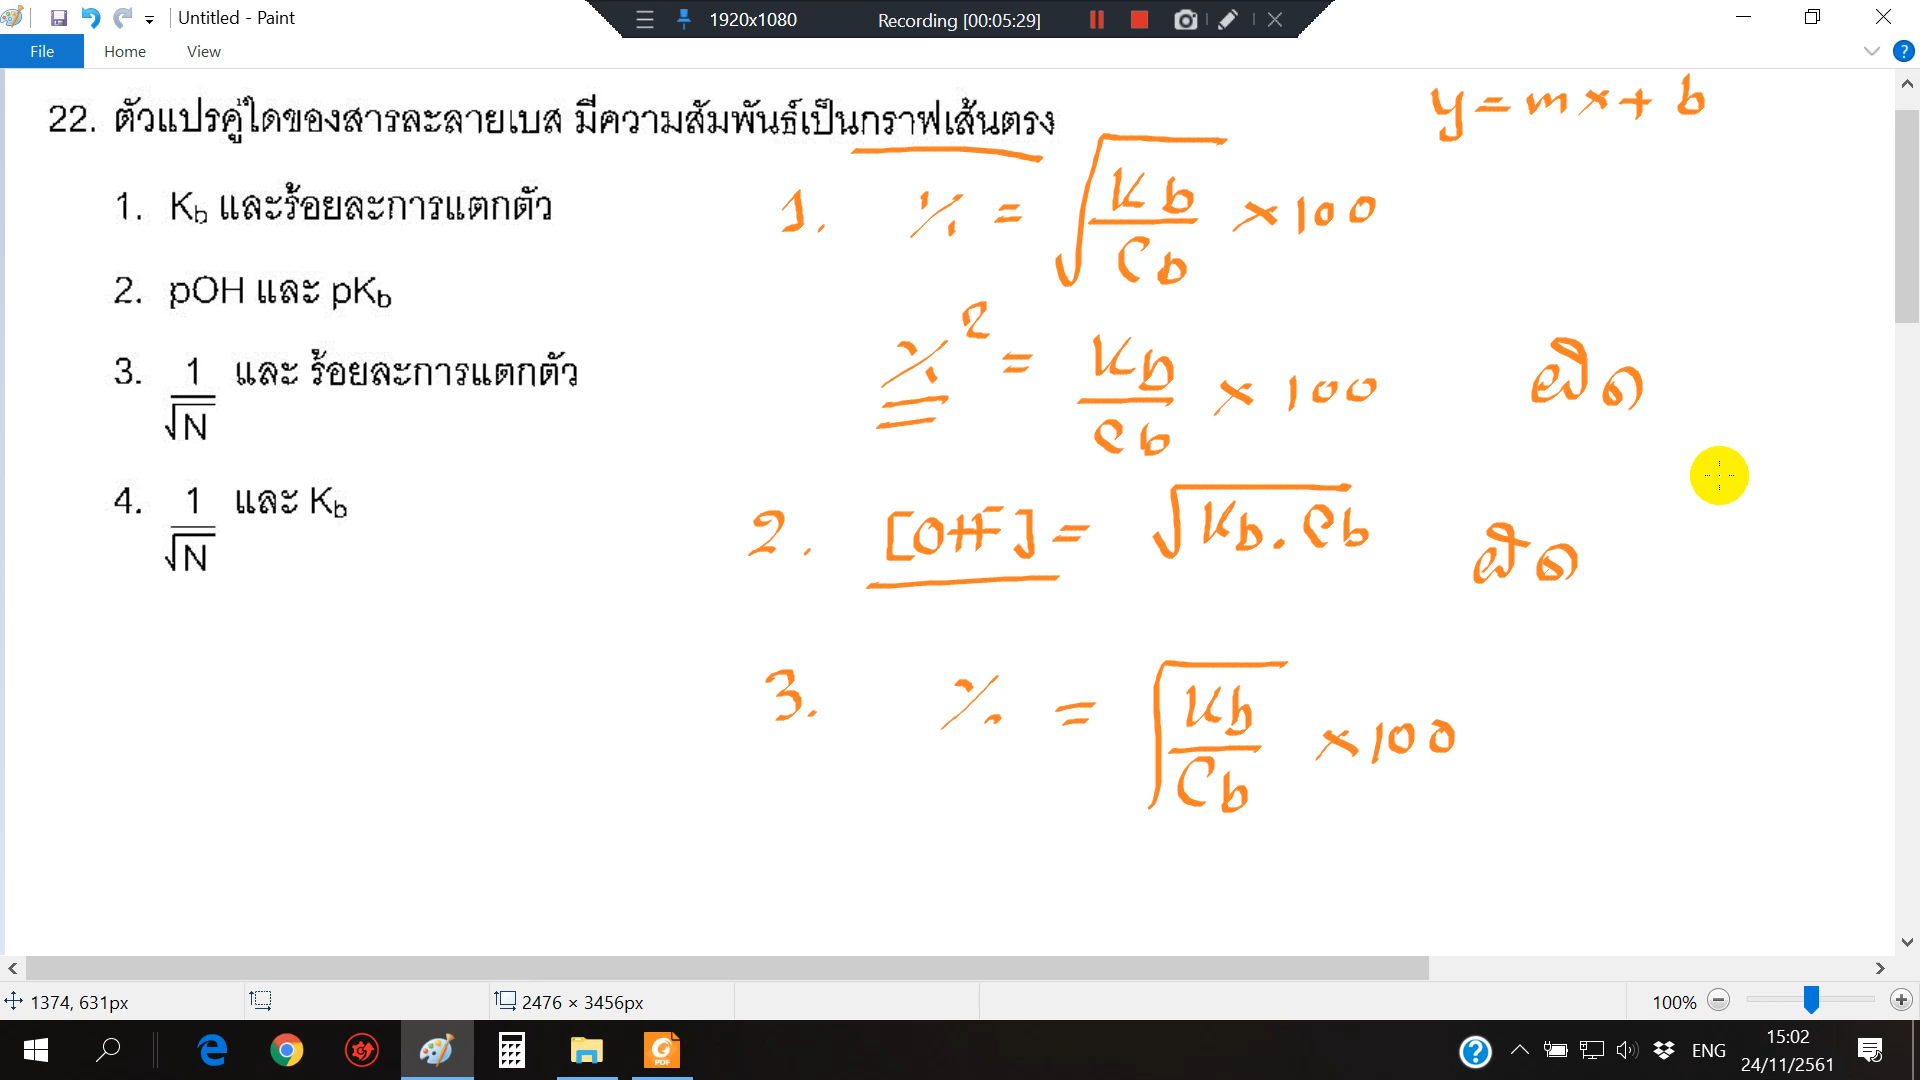 Untitled - Paint
1920x1080
Recording [00:05:29]
File
Home
View
22. ตัวแปรคู่ใดของสารละลายเบส มีความสัมพันธ์เป็นกราฟเส้นตรง
y = mx + b
1. Kb และร้อยละการแตกตัว
1. % = √(Kb/Cb) × 100
2. pOH และ pKb
%² = Kb/Cb × 100
ผิด
3. 1/√N และ ร้อยละการแตกตัว
4. 1/√N และ Kb
2. [OH⁻] = √Kb.Cb
ผิด
3. % = √(Kb/Cb) × 100
1374, 631px
2476 × 3456px
100%
ENG
15:02
24/11/2561
PDF